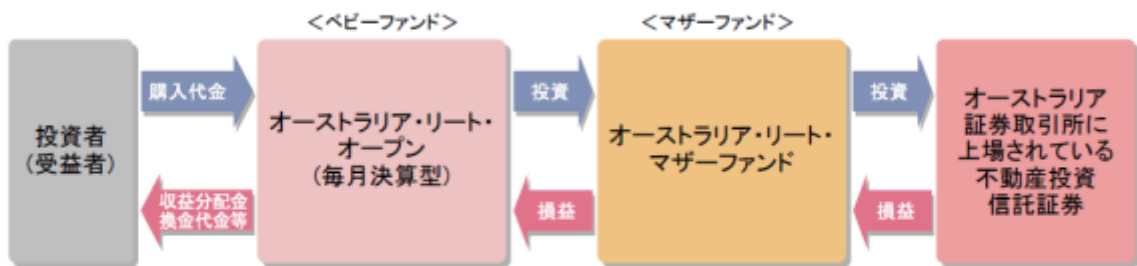 ＜ベビーファンド＞
＜マザーファンド＞
投資者
(受益者)
購入代金
収益分配金
換金代金等
オーストラリア・リート・
オープン
(毎月決算型)
投資
損益
オーストラリア・リート・
マザーファンド
投資
損益
オーストラリア
証券取引所に
上場されている
不動産投資
信託証券